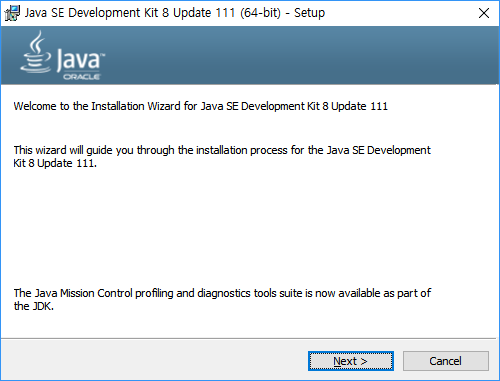 Java SE Development Kit 8 Update 111 (64-bit) - Setup
Java
ORACLE
Welcome to the Installation Wizard for Java SE Development Kit 8 Update 111
This wizard will guide you through the installation process for the Java SE Development
Kit 8 Update 111.
The Java Mission Control profiling and diagnostics tools suite is now available as part of
the JDK.
Next >
Cancel